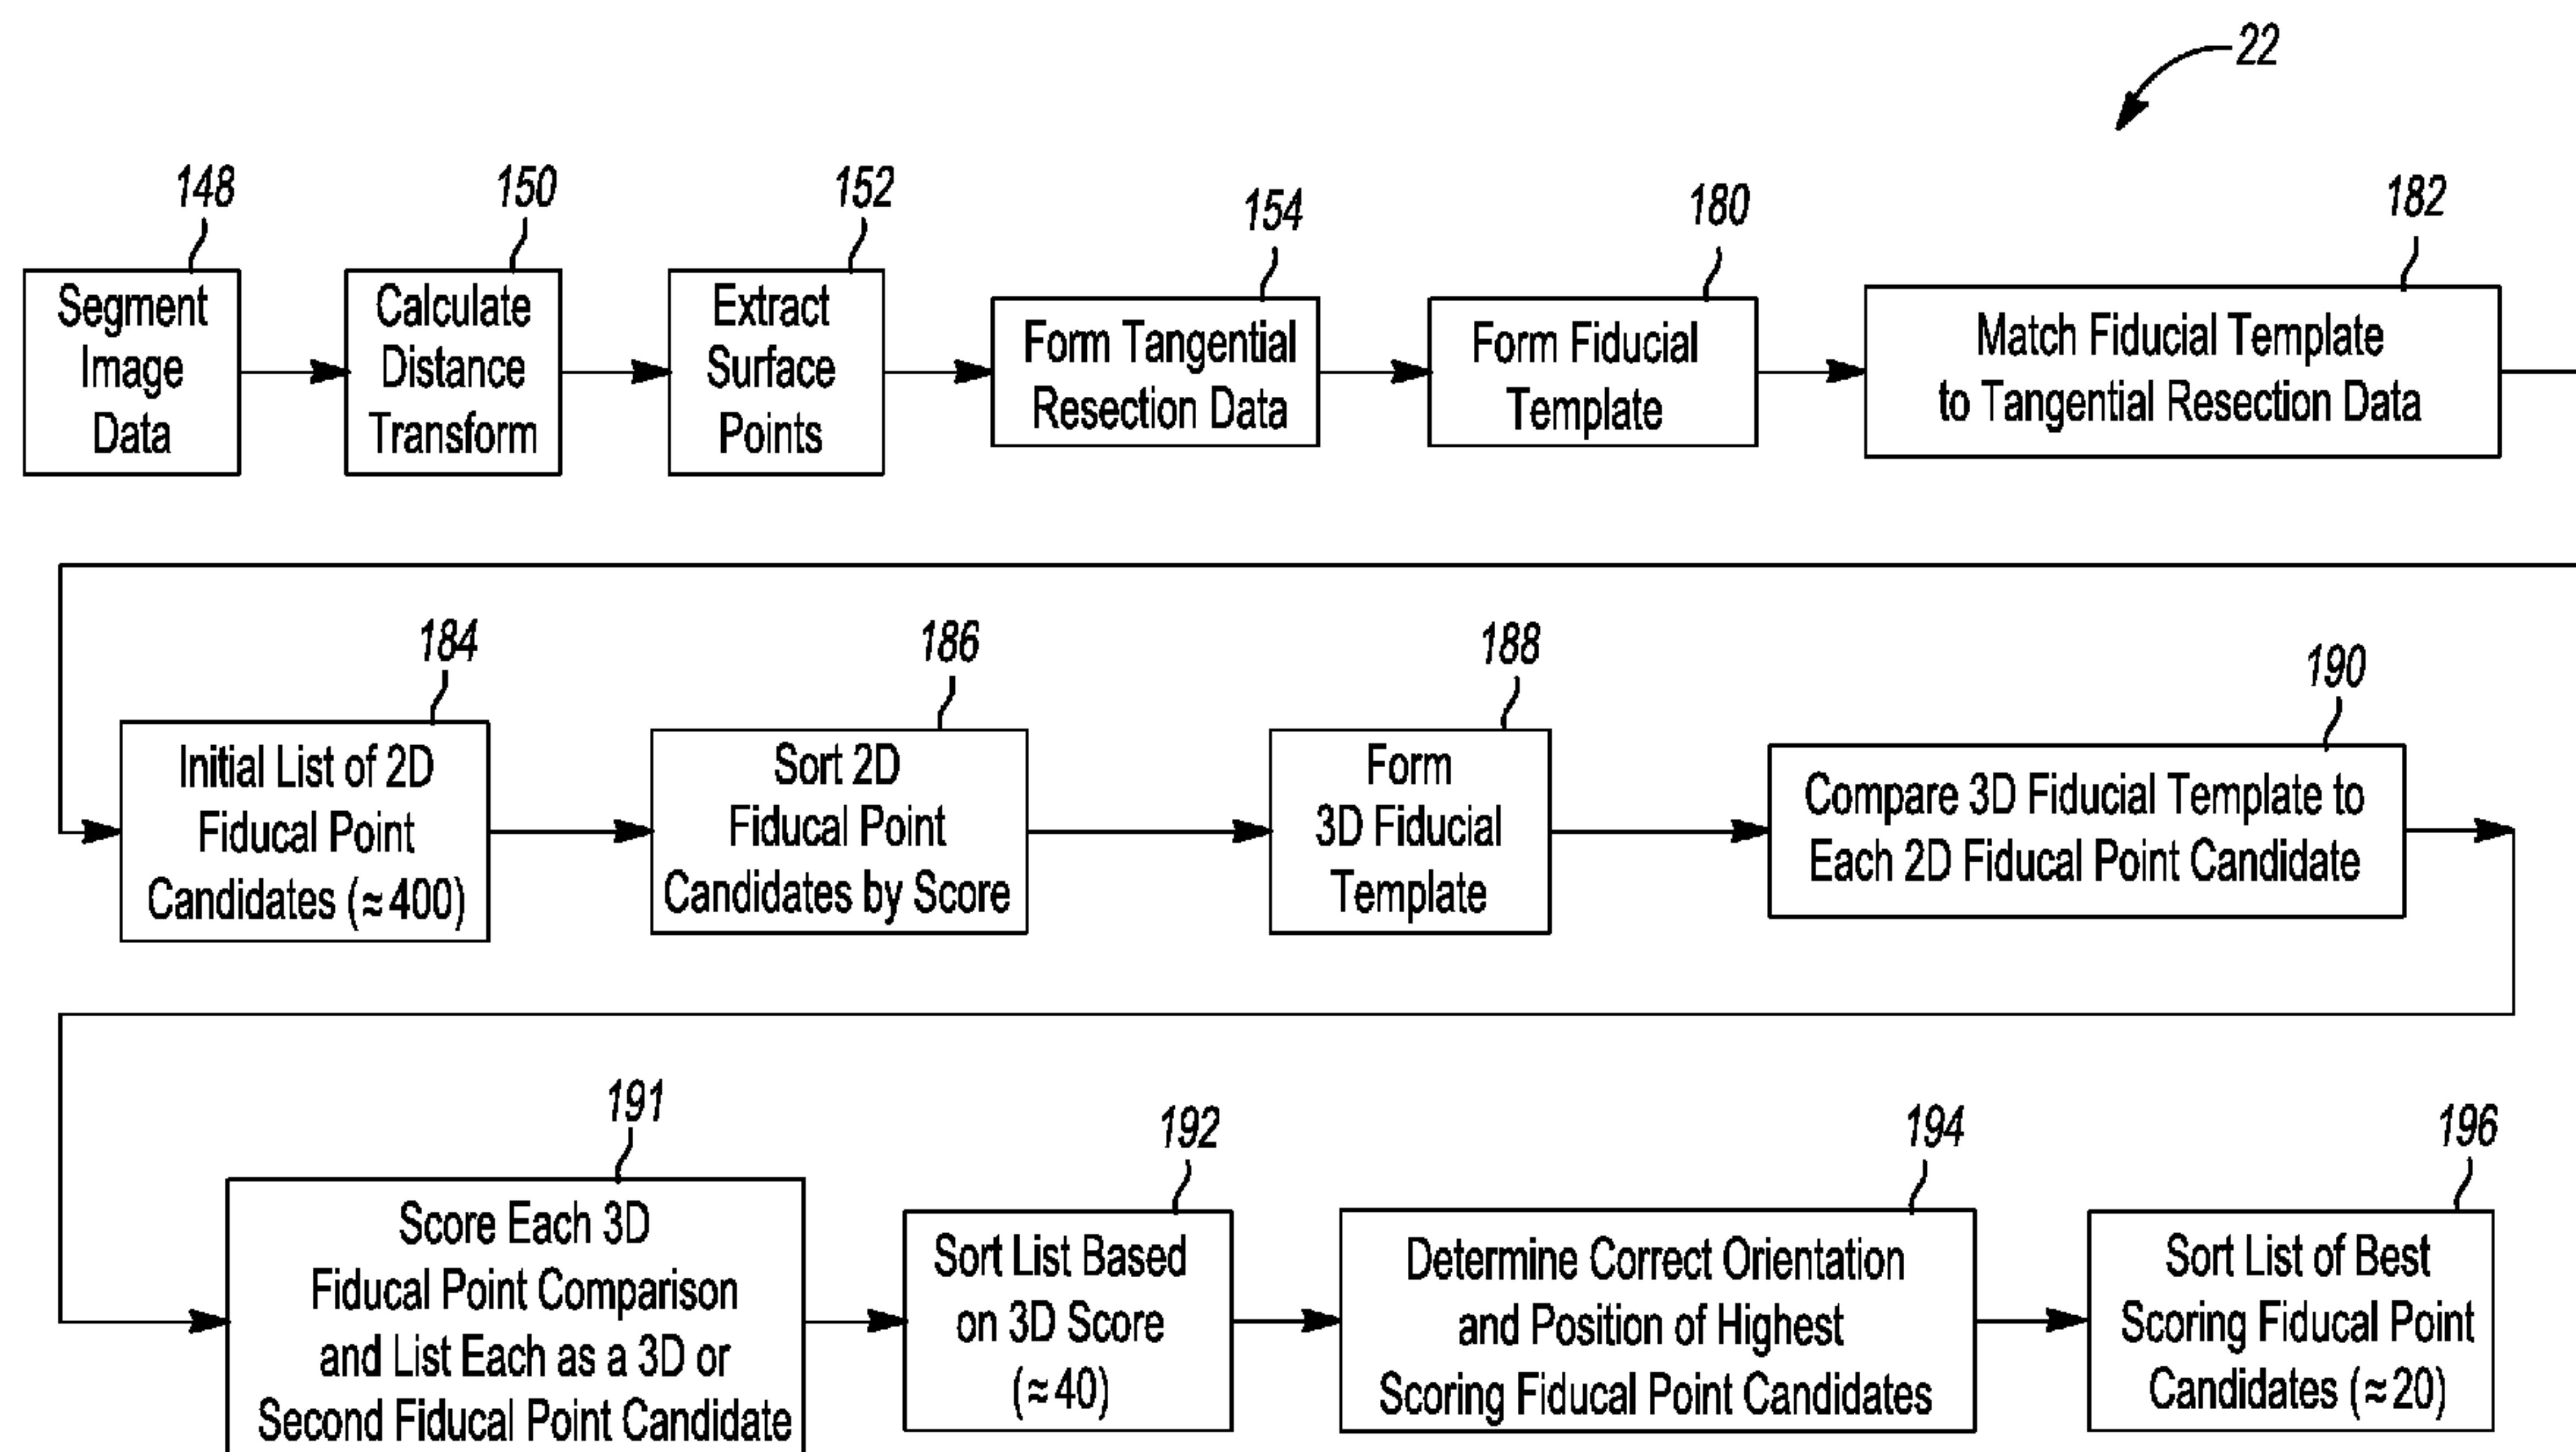 22
148
Segment
Image
Data
150
Calculate
Distance
Transform
152
Extract
Surface
Points
154
Form Tangential
Resection Data
180
Form Fiducial
Template
182
Match Fiducial Template
to Tangential Resection Data
184
Initial List of 2D
Fiducal Point
Candidates (≈400)
186
Sort 2D
Fiducal Point
Candidates by Score
188
Form
3D Fiducial
Template
190
Compare 3D Fiducial Template to
Each 2D Fiducal Point Candidate
191
Score Each 3D
Fiducal Point Comparison
and List Each as a 3D or
Second Fiducal Point Candidate
192
Sort List Based
on 3D Score
(≈40)
194
Determine Correct Orientation
and Position of Highest
Scoring Fiducal Point Candidates
196
Sort List of Best
Scoring Fiducal Point
Candidates (≈20)